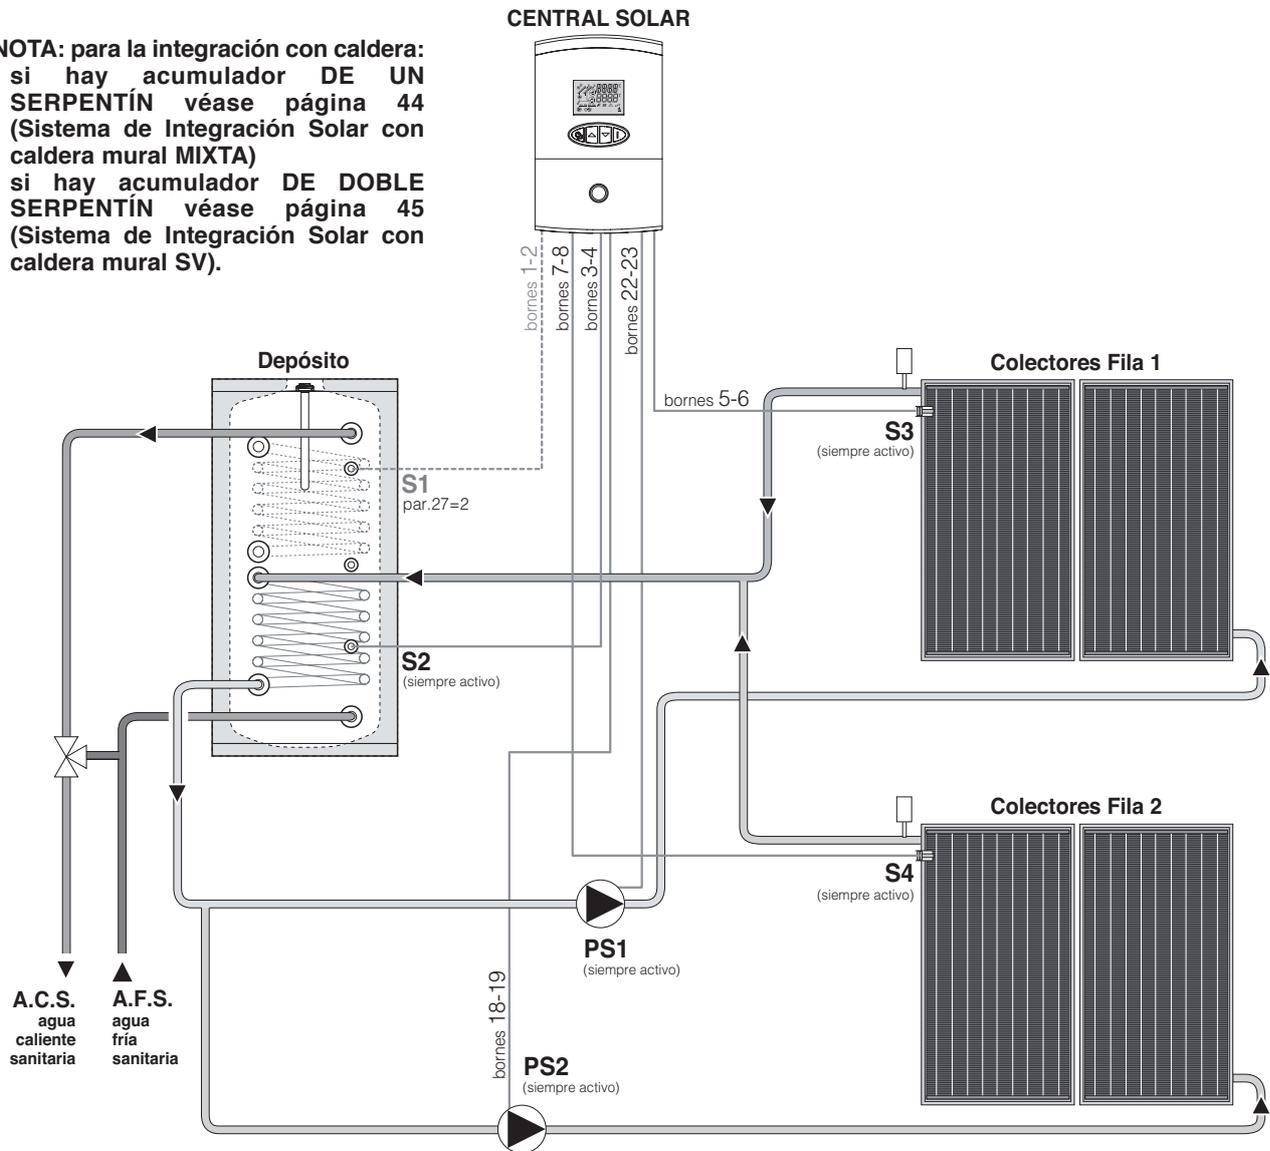 CENTRAL SOLAR
NOTA: para la integración con caldera:
si hay acumulador DE UN
SERPENTÍN véase página 44
(Sistema de Integración Solar con
caldera mural MIXTA)
si hay acumulador DE DOBLE
SERPENTÍN véase página 45
(Sistema de Integración Solar con
caldera mural SV).
bornes 1-2
bornes 7-8
bornes 3-4
bornes 22-23
Depósito
Colectores Fila 1
bornes 5-6
S3
(siempre activo)
S1
par.27=2
S2
(siempre activo)
Colectores Fila 2
S4
(siempre activo)
PS1
(siempre activo)
bornes 18-19
PS2
(siempre activo)
A.C.S.
agua
caliente
sanitaria
A.F.S.
agua
fría
sanitaria